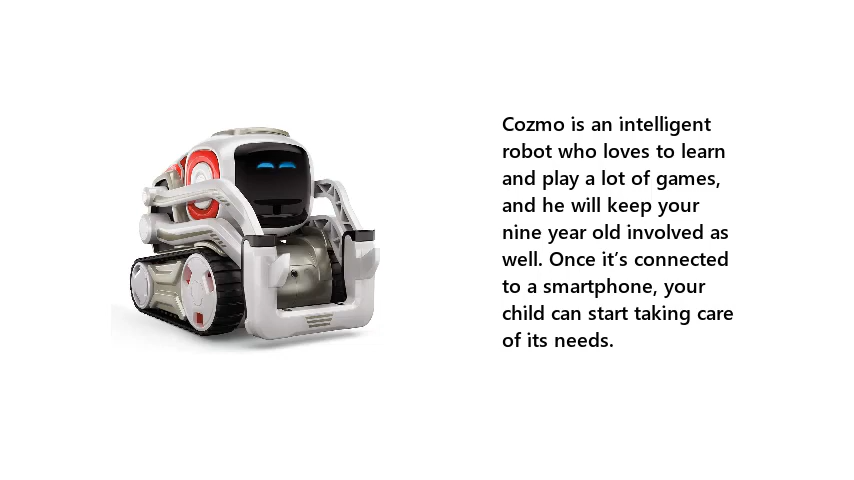 Cozmo is an intelligent
robot who loves to learn
and play a lot of games,
and he will keep your
nine year old involved as
well. Once it’s connected
to a smartphone, your
child can start taking care
of its needs.